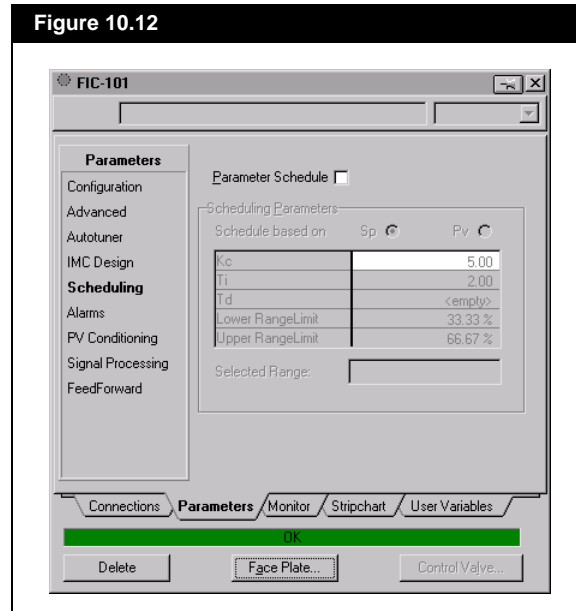 Figure 10.12
FIC-101
Parameters
Configuration
Advanced
Autotuner
IMC Design
Scheduling
Alarms
PV Conditioning
Signal Processing
FeedForward
Parameter Schedule
Scheduling Parameters
Schedule based on Sp Pv
Kc 5.00
Ti 2.00
Td <empty>
Lower RangeLimit 33.33 %
Upper RangeLimit 66.67 %
Selected Range:
Connections Parameters Monitor Stripchart User Variables
OK
Delete Face Plate... Control Valve...